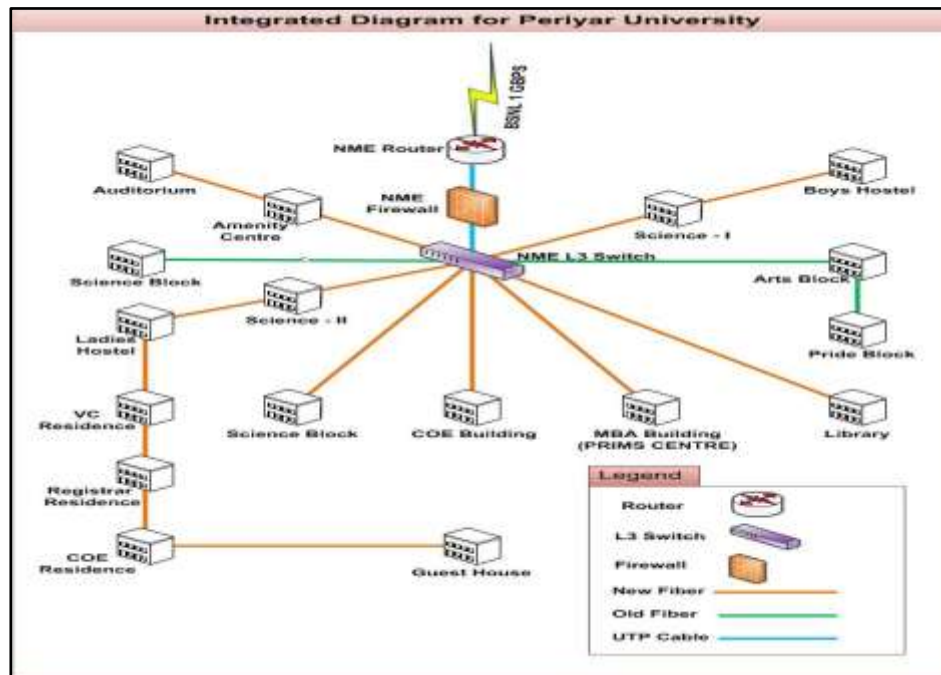 Integrated Diagram for Periyar University
BSNL 1 GBPS
NME Router
Auditorium
Boys Hostel
NME
Firewall
Amenity
Centre
Science - I
NME L3 Switch
Science Block
Arts Block
Science - II
Ladies
Hostel
Pride Block
VC
Residence
Science Block
COE Building
MBA Building
(PRIMS CENTRE)
Library
Registrar
Residence
COE
Residence
Guest House
Legend
Router
L3 Switch
Firewall
New Fiber
Old Fiber
UTP Cable